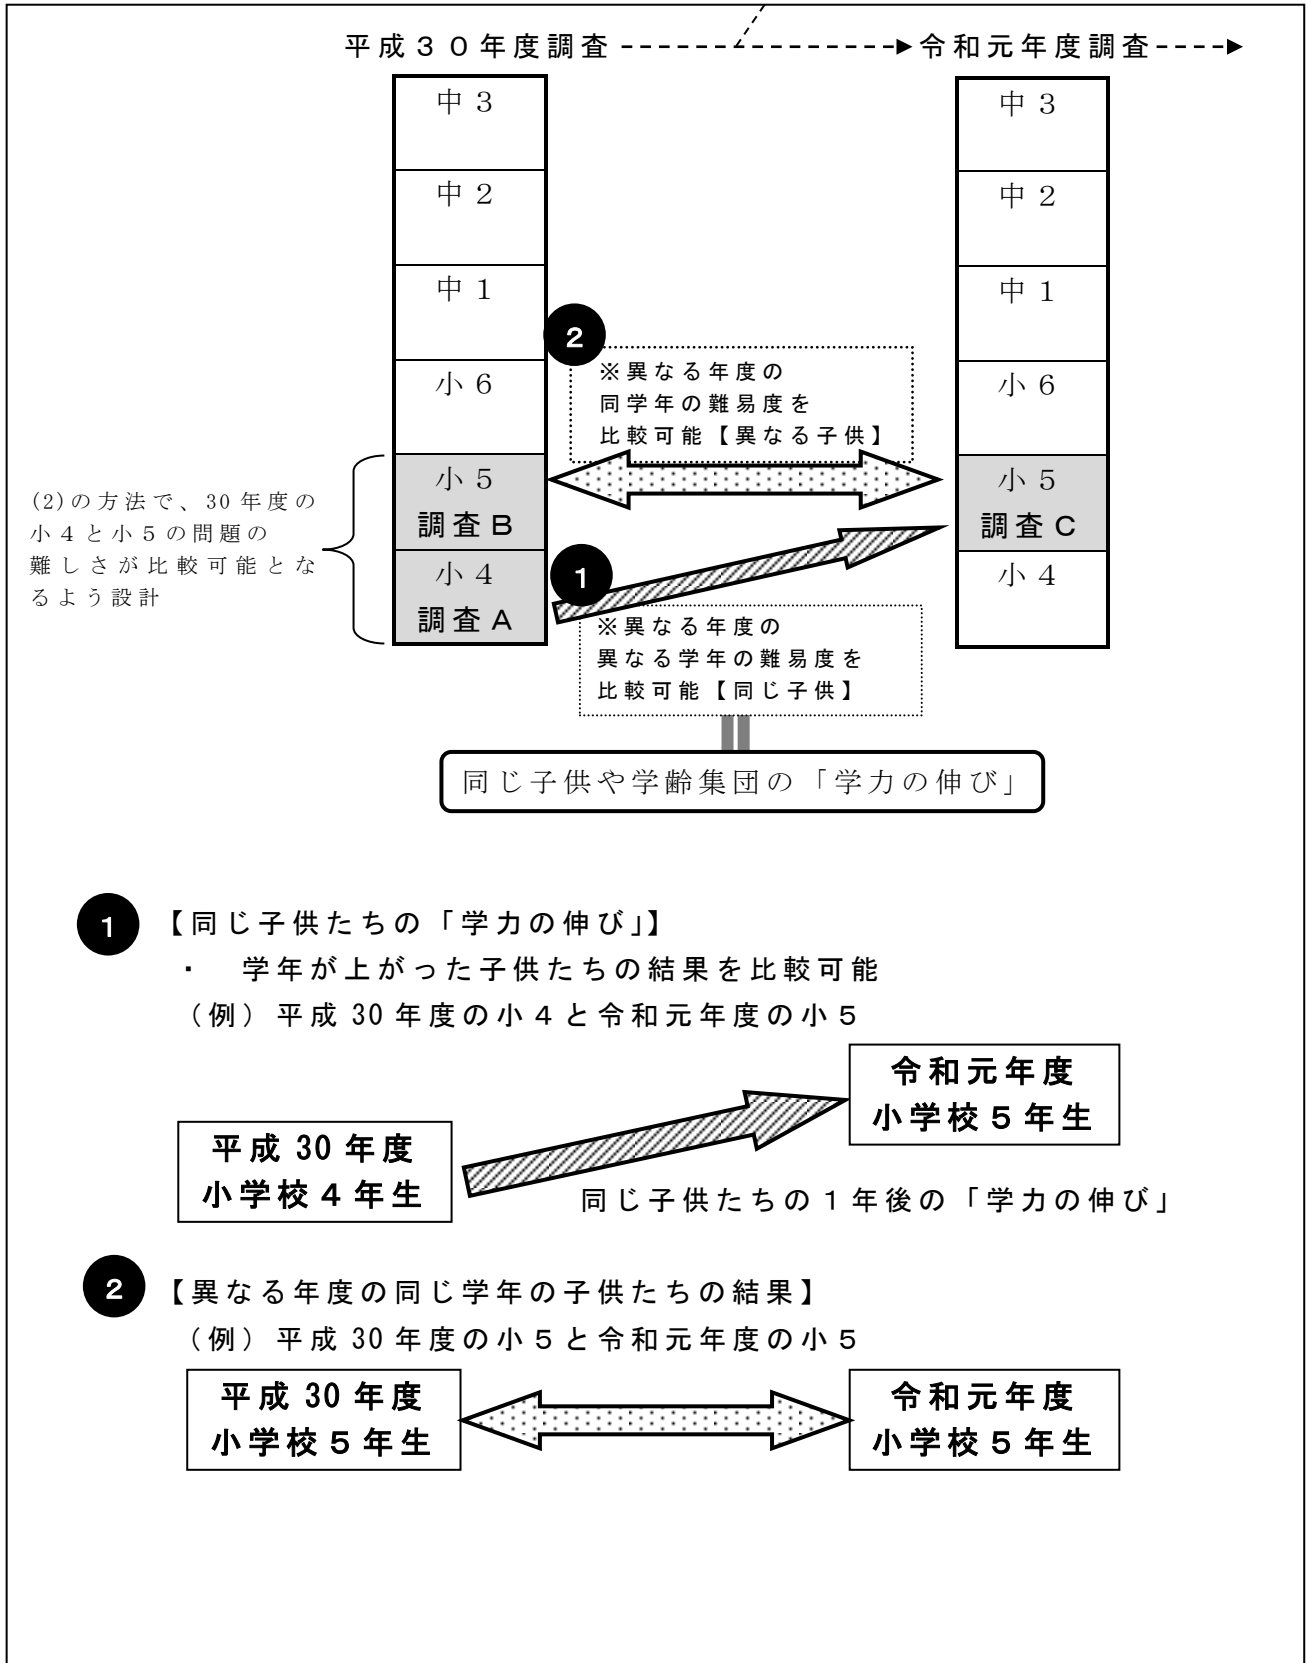 平成３０年度調査
令和元年度調査
中３
中２
中１
小６
小５
調査Ｂ
小４
調査Ａ
(2)の方法で、30年度の
小４と小５の問題の
難しさが比較可能とな
るよう設計
2
※異なる年度の
同学年の難易度を
比較可能【異なる子供】
1
※異なる年度の
異なる学年の難易度を
比較可能【同じ子供】
中３
中２
中１
小６
小５
調査Ｃ
小４
同じ子供や学齢集団の「学力の伸び」
1
【同じ子供たちの「学力の伸び」】
・ 学年が上がった子供たちの結果を比較可能
（例）平成30年度の小４と令和元年度の小５
平成30年度
小学校４年生
令和元年度
小学校５年生
同じ子供たちの１年後の「学力の伸び」
2
【異なる年度の同じ学年の子供たちの結果】
（例）平成30年度の小５と令和元年度の小５
平成30年度
小学校５年生
令和元年度
小学校５年生